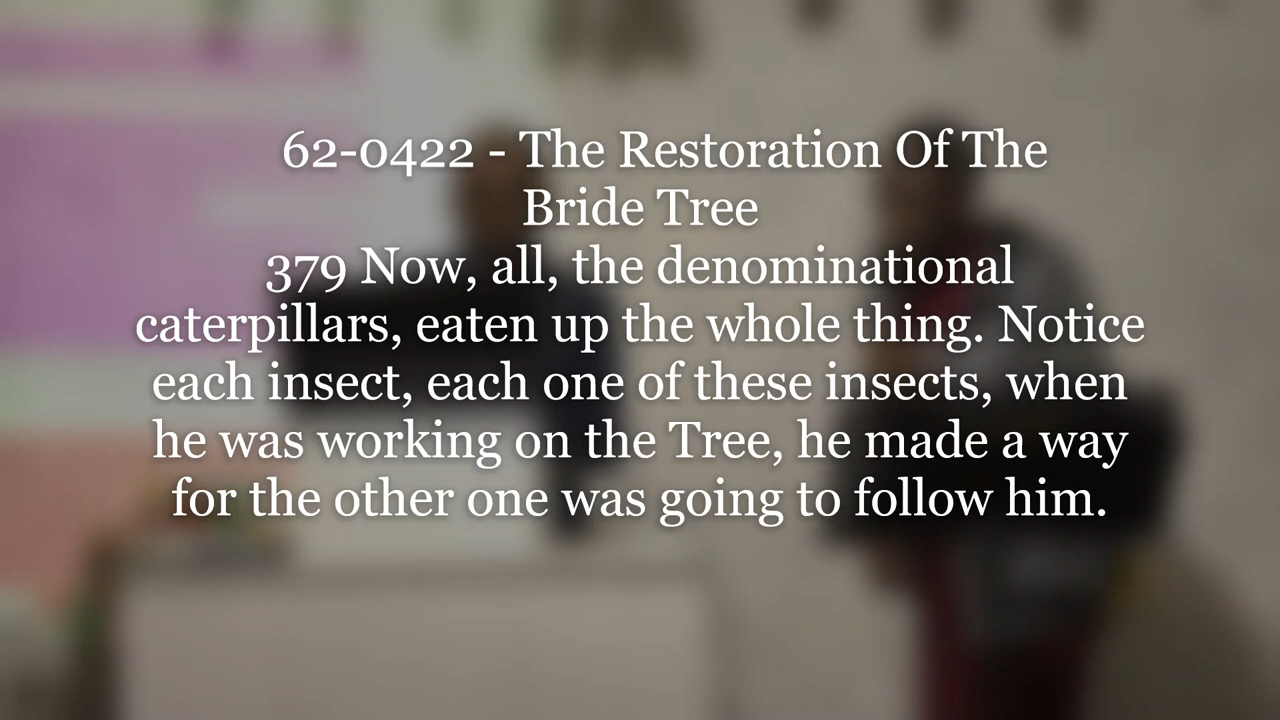 62-0422 - The Restoration Of The
Bride Tree
379 Now, all, the denominational
caterpillars, eaten up the whole thing. Notice
each insect, each one of these insects, when
he was working on the Tree, he made a way
for the other one was going to follow him.